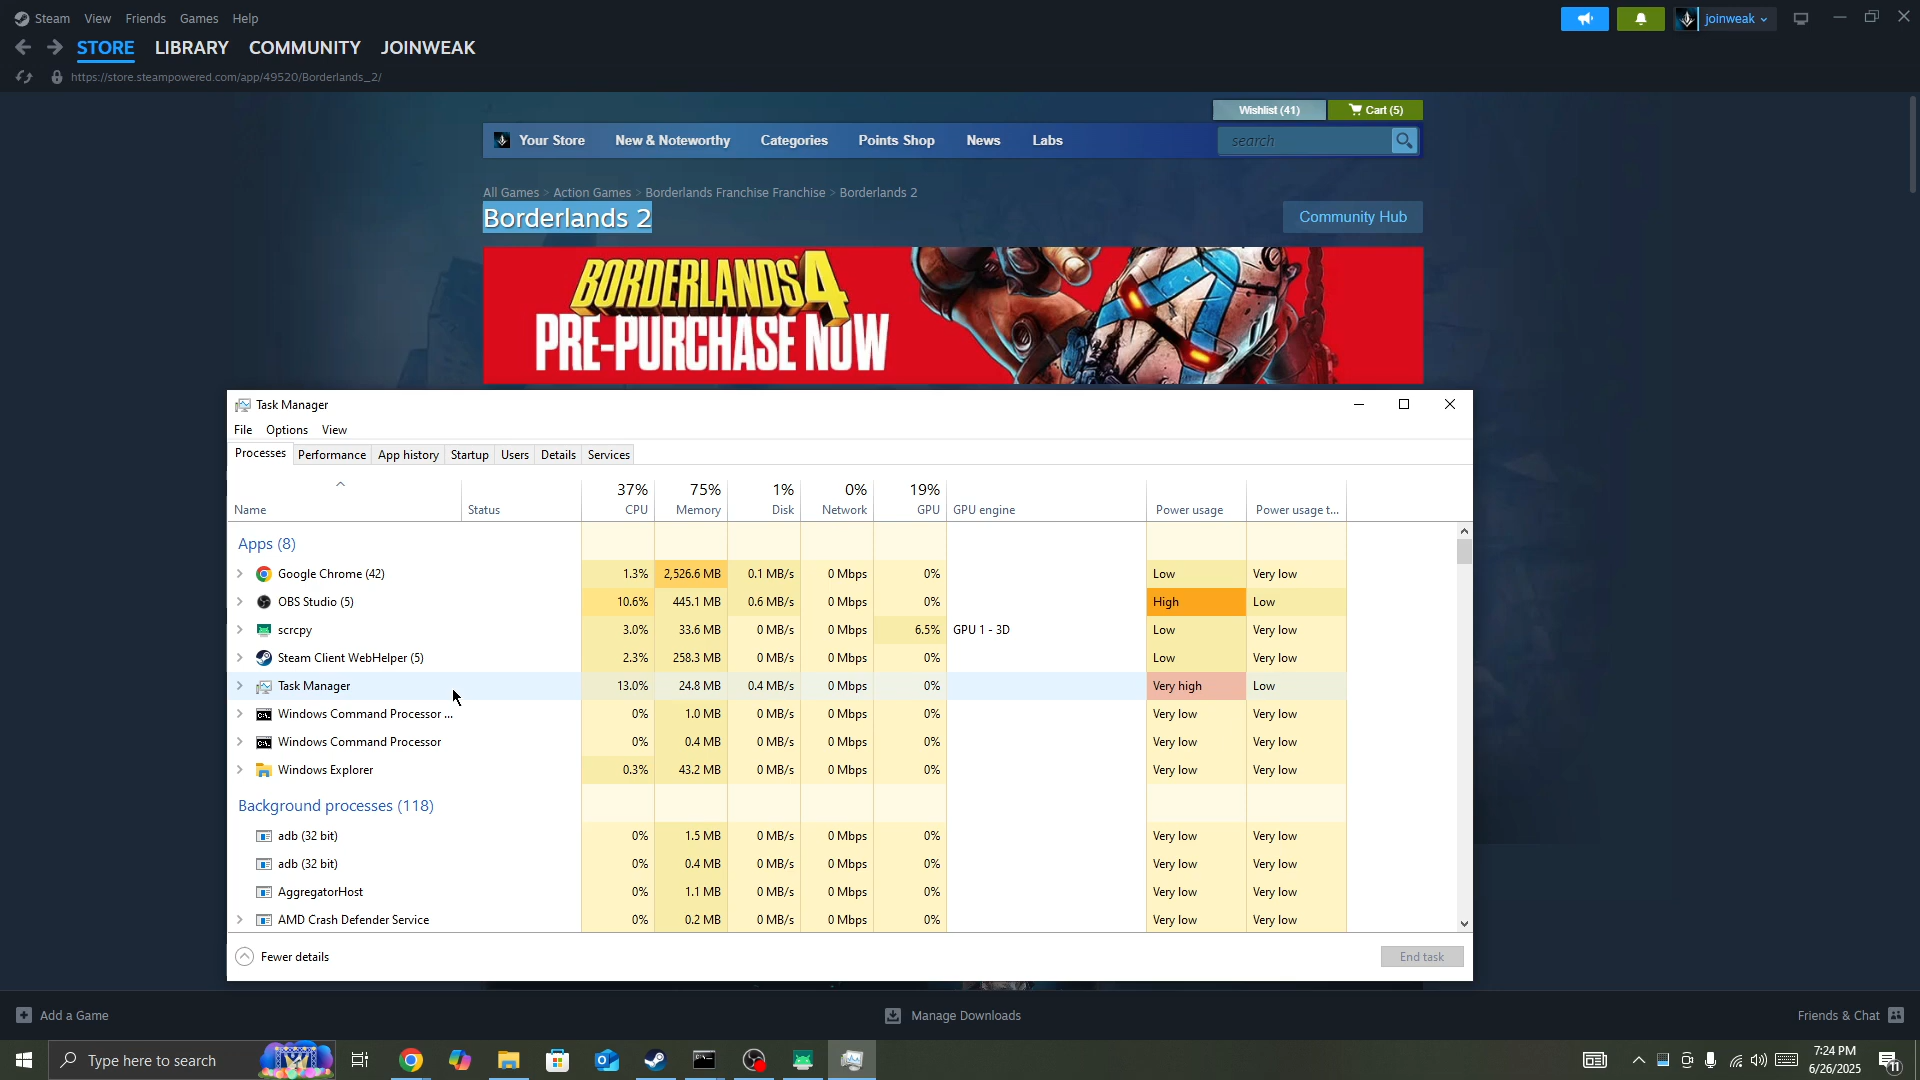 Steam View Friends Games Help joinweak
STORE LIBRARY COMMUNITY JOINWEAK
https://store.steampowered.com/app/49520/Borderlands_2/
Wishlist (41) Cart (5)
Your Store New & Noteworthy Categories Points Shop News Labs search
All Games > Action Games > Borderlands Franchise Franchise > Borderlands 2
Borderlands 2 Community Hub
BORDERLANDS 4
PRE-PURCHASE NOW
Task Manager
File Options View
Processes Performance App history Startup Users Details Services
37% 75% 1% 0% 19%
Name Status CPU Memory Disk Network GPU GPU engine Power usage Power usage t...
Apps (8)
Google Chrome (42) 1.3% 2,526.6 MB 0.1 MB/s 0 Mbps 0% Low Very low
OBS Studio (5) 10.6% 445.1 MB 0.6 MB/s 0 Mbps 0% High Low
scrcpy 3.0% 33.6 MB 0 MB/s 0 Mbps 6.5% GPU 1 - 3D Low Very low
Steam Client WebHelper (5) 2.3% 258.3 MB 0 MB/s 0 Mbps 0% Low Very low
Task Manager 13.0% 24.8 MB 0.4 MB/s 0 Mbps 0% Very high Low
Windows Command Processor ... 0% 1.0 MB 0 MB/s 0 Mbps 0% Very low Very low
Windows Command Processor 0% 0.4 MB 0 MB/s 0 Mbps 0% Very low Very low
Windows Explorer 0.3% 43.2 MB 0 MB/s 0 Mbps 0% Very low Very low
Background processes (118)
adb (32 bit) 0% 1.5 MB 0 MB/s 0 Mbps 0% Very low Very low
adb (32 bit) 0% 0.4 MB 0 MB/s 0 Mbps 0% Very low Very low
AggregatorHost 0% 1.1 MB 0 MB/s 0 Mbps 0% Very low Very low
AMD Crash Defender Service 0% 0.2 MB 0 MB/s 0 Mbps 0% Very low Very low
Fewer details End task
Add a Game Manage Downloads Friends & Chat
Type here to search
7:24 PM
6/26/2025
11